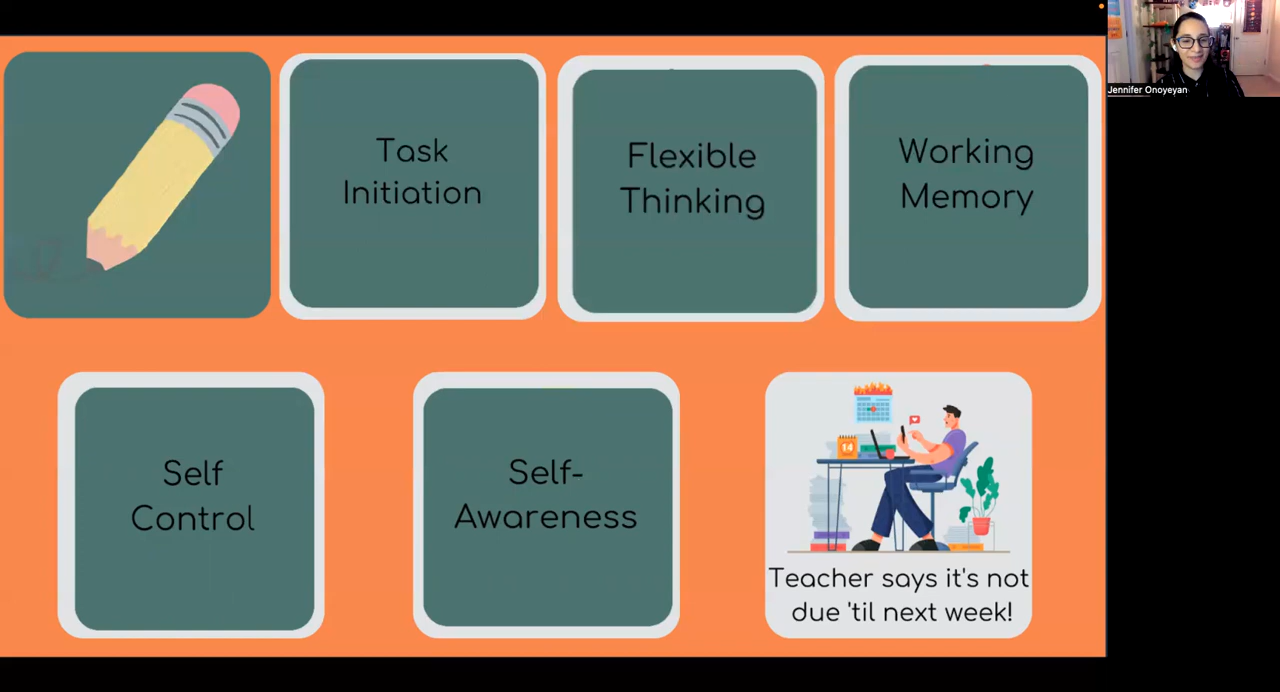 Jennifer Onoyeyan
Task
Initiation
Flexible
Thinking
Working
Memory
Self
Control
Self-
Awareness
14
Teacher says it's not
due 'til next week!